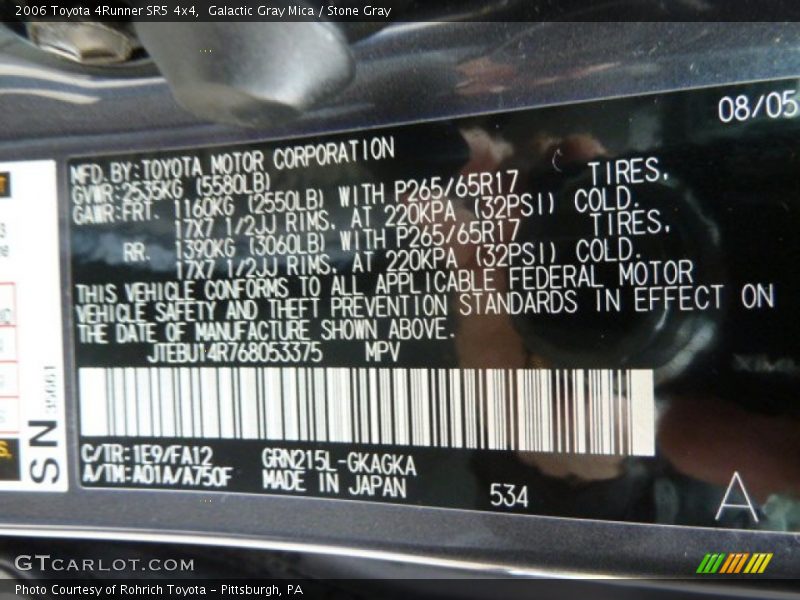 2006 Toyota 4Runner SR5 4x4, Galactic Gray Mica / Stone Gray
08/05
MFD. BY: TOYOTA MOTOR CORPORATION
GVWR: 2535KG (5580LB)
GAWR: FRT. 1160KG (2550LB) WITH P265/65R17 TIRES,
17X7 1/2JJ RIMS, AT 220KPA (32PSI) COLD.
RR. 1390KG (3060LB) WITH P265/65R17 TIRES,
17X7 1/2JJ RIMS, AT 220KPA (32PSI) COLD.
THIS VEHICLE CONFORMS TO ALL APPLICABLE FEDERAL MOTOR
VEHICLE SAFETY AND THEFT PREVENTION STANDARDS IN EFFECT ON
THE DATE OF MANUFACTURE SHOWN ABOVE.
JTEBU14R768053375 MPV
C/TR: 1E9/FA12 GRN215L-GKAGKA
A/TM: A01A/A750F MADE IN JAPAN
534
A
SN 35661
GTCARLOT.COM
Photo Courtesy of Rohrich Toyota - Pittsburgh, PA